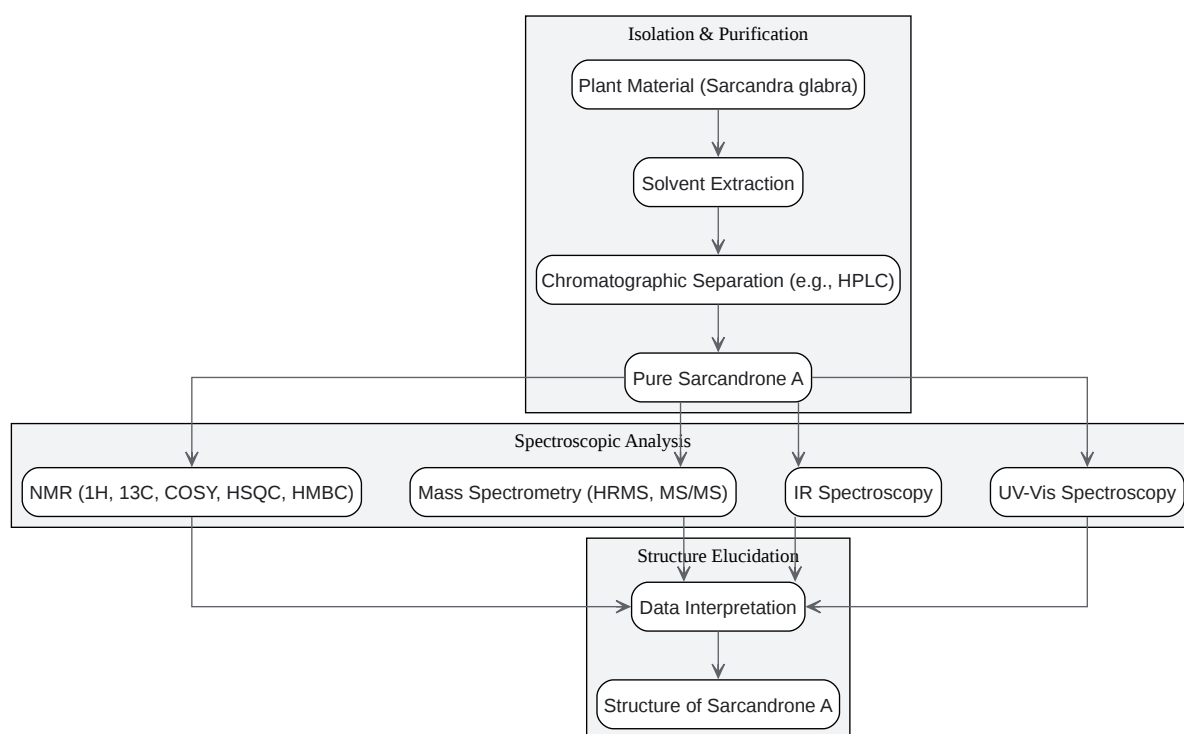 Isolation & Purification
Plant Material (Sarcandra glabra)
Solvent Extraction
Chromatographic Separation (e.g., HPLC)
Pure Sarcandrone A
Spectroscopic Analysis
NMR (1H, 13C, COSY, HSQC, HMBC)
Mass Spectrometry (HRMS, MS/MS)
IR Spectroscopy
UV-Vis Spectroscopy
Structure Elucidation
Data Interpretation
Structure of Sarcandrone A